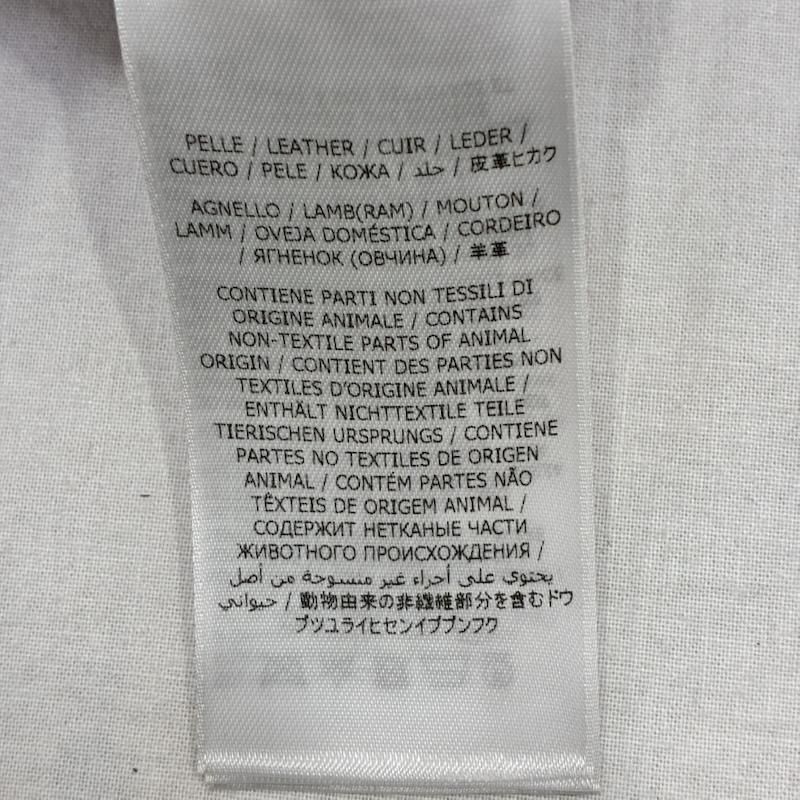 PELLE / LEATHER / CUIR / LEDER /
CUERO / PELE / КОЖА / جلد / 皮革ヒカク
AGNELLO / LAMB(RAM) / MOUTON /
LAMM / OVEJA DOMÉSTICA / CORDEIRO
/ ЯГНЕНОК (ОВЧИНА) / 羊革
CONTIENE PARTI NON TESSILI DI
ORIGINE ANIMALE / CONTAINS
NON-TEXTILE PARTS OF ANIMAL
ORIGIN / CONTIENT DES PARTIES NON
TEXTILES D'ORIGINE ANIMALE /
ENTHÄLT NICHTTEXTILE TEILE
TIERISCHEN URSPRUNGS / CONTIENE
PARTES NO TEXTILES DE ORIGEN
ANIMAL / CONTÉM PARTES NÃO
TÊXTEIS DE ORIGEM ANIMAL /
СОДЕРЖИТ НЕТКАНЫЕ ЧАСТИ
ЖИВОТНОГО ПРОИСХОЖДЕНИЯ /
يحتوي على أجزاء غير منسوجة من أصل
حيواني / 動物由来の非繊維部分を含むドウ
ブツユライヒセンイブブンフク